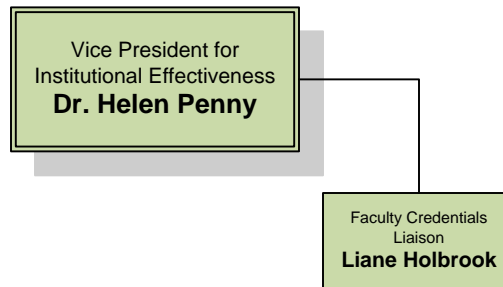 Vice President for
Institutional Effectiveness
Dr. Helen Penny
Faculty Credentials
Liaison
Liane Holbrook